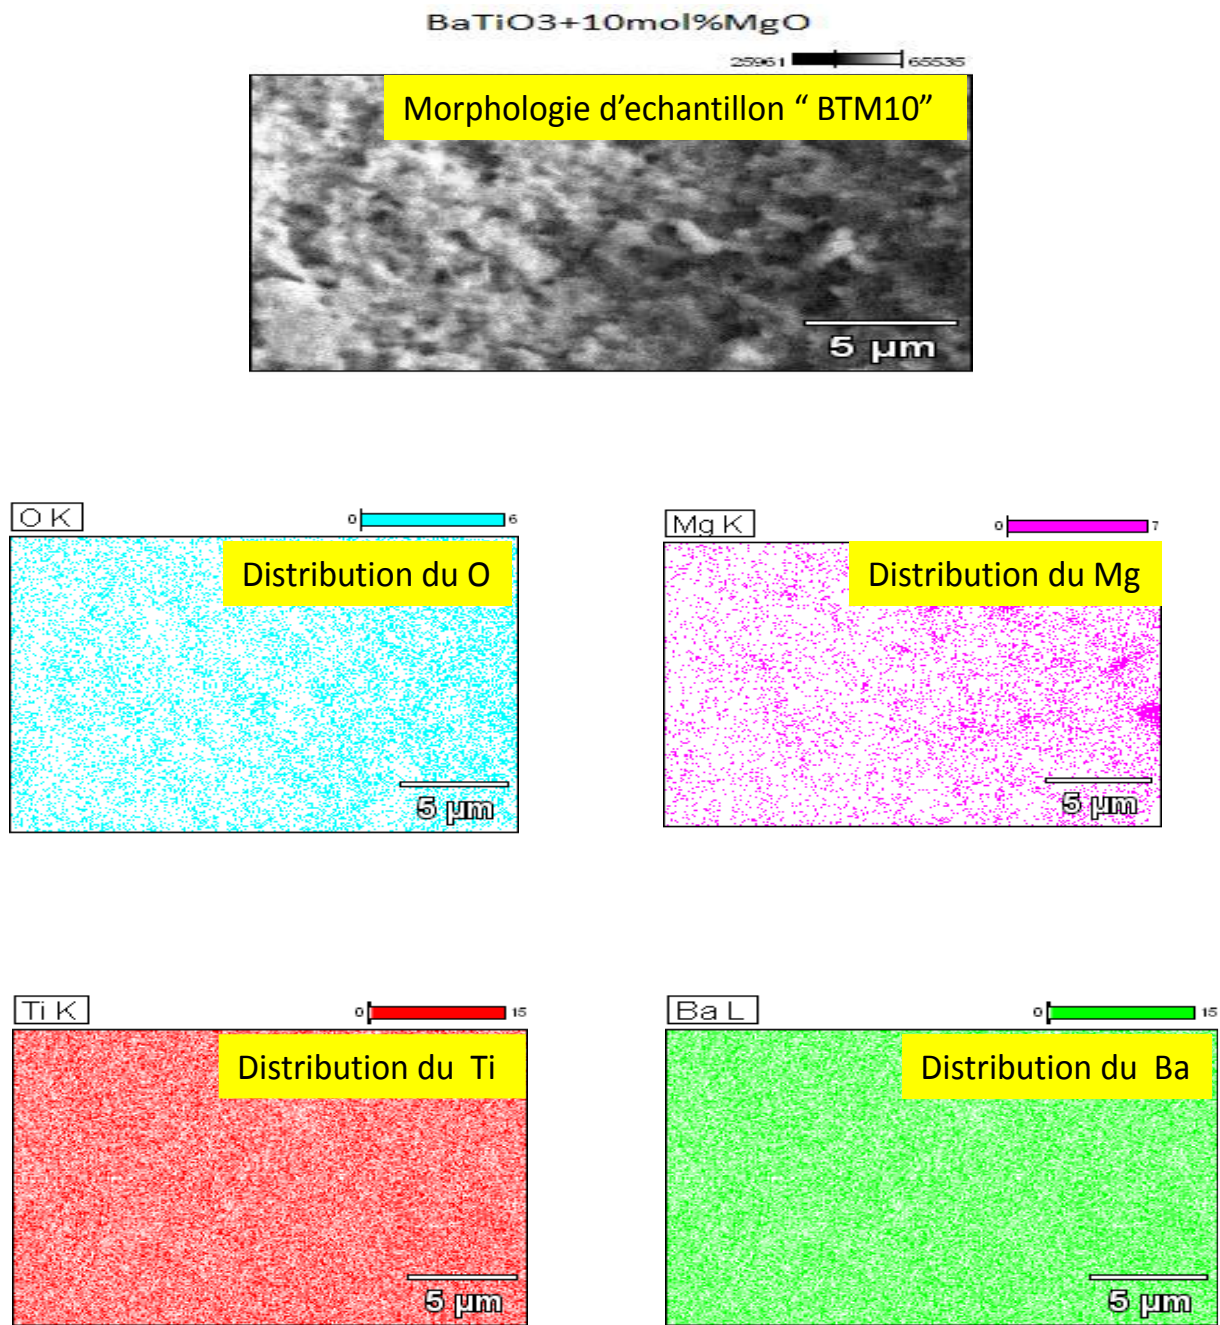 BaTiO3+10mol%MgO
25961 65535
Morphologie d'echantillon “ BTM10”
5 µm
O K
0 6
Distribution du O
5 µm
Mg K
0 7
Distribution du Mg
5 µm
Ti K
0 15
Distribution du  Ti
5 µm
Ba L
0 15
Distribution du  Ba
5 µm